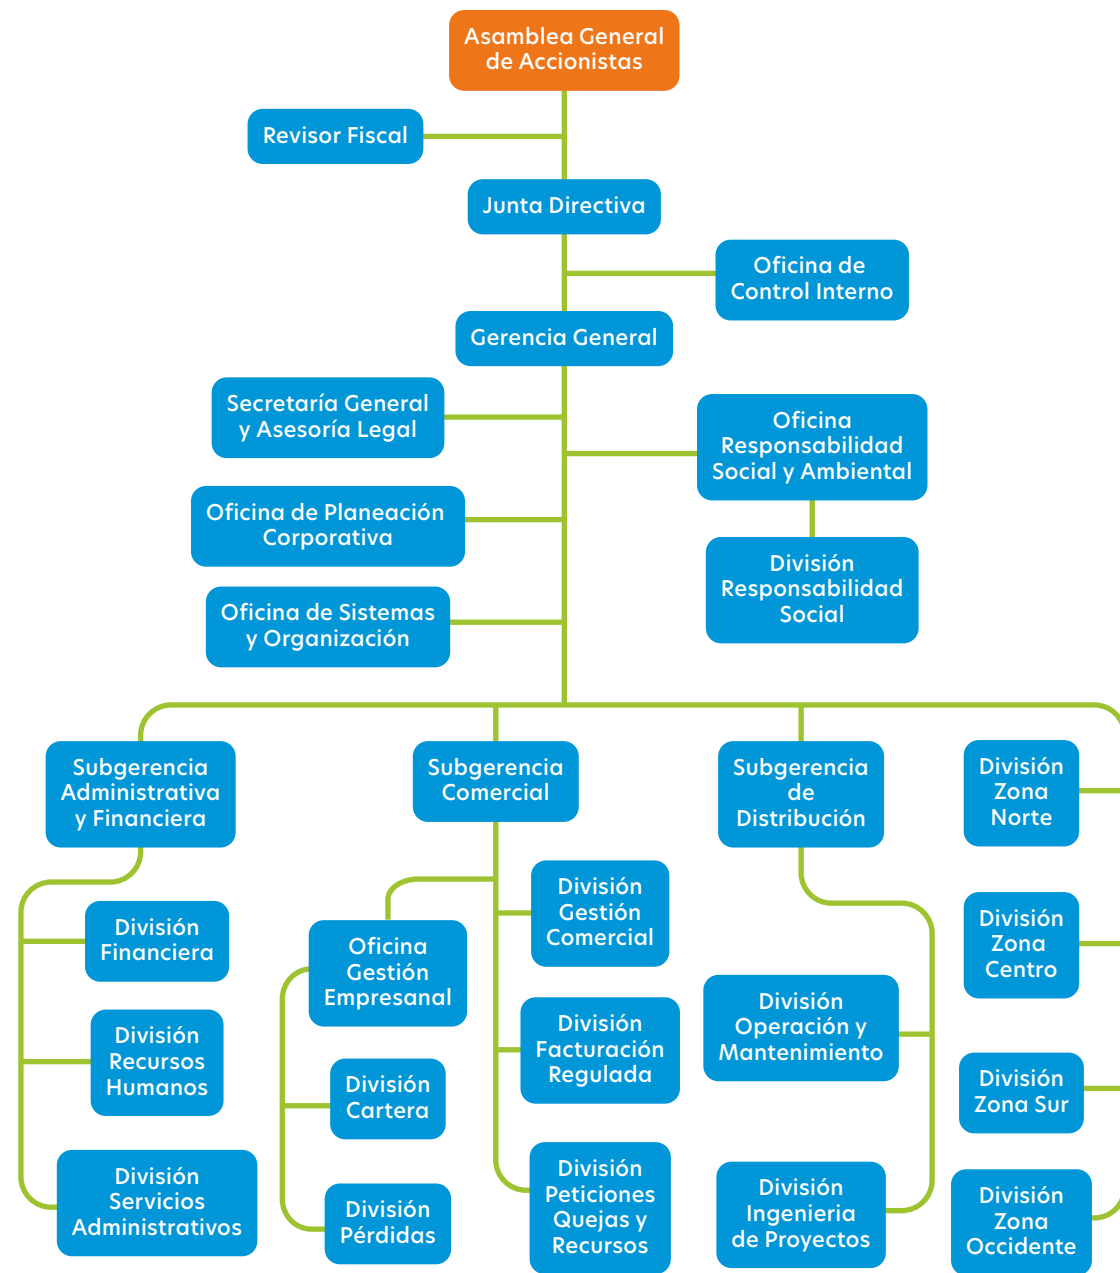 Asamblea General
de Accionistas
Revisor Fiscal
Junta Directiva
Oficina de
Control Interno
Gerencia General
Secretaría General
y Asesoría Legal
Oficina
Responsabilidad
Social y Ambiental
Oficina de Planeación
Corporativa
División
Responsabilidad
Social
Oficina de Sistemas
y Organización
Subgerencia
Administrativa
y Financiera
División
Financiera
División
Recursos
Humanos
División
Servicios
Administrativos
Subgerencia
Comercial
Oficina
Gestión
Empresanal
División
Cartera
División
Pérdidas
División
Gestión
Comercial
División
Facturación
Regulada
División
Peticiones
Quejas y
Recursos
Subgerencia
de
Distribución
División
Operación y
Mantenimiento
División
Ingenieria
de Proyectos
División
Zona
Norte
División
Zona
Centro
División
Zona Sur
División
Zona
Occidente